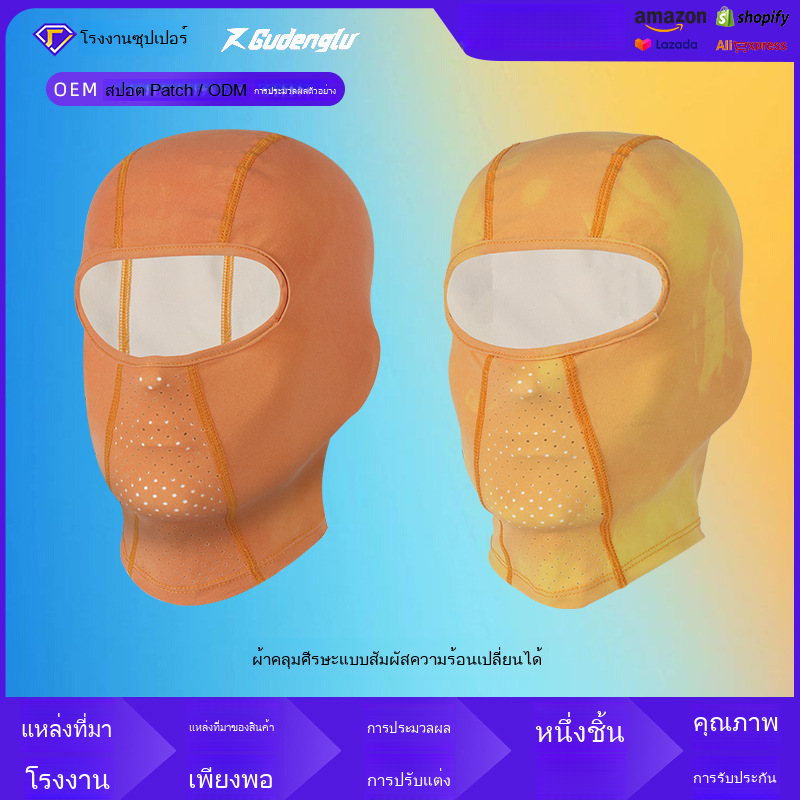 โรงงานซุปเปอร์
Gudenglu
amazon shopify
Lazada AliExpress
OEM สปอต Patch / ODM การประมวลผลตัวอย่าง
ผ้าคลุมศีรษะแบบสัมผัสความร้อนเปลี่ยนได้
แหล่งที่มา
โรงงาน
แหล่งที่มาของสินค้า
เพียงพอ
การประมวลผล
การปรับแต่ง
หนึ่งชิ้น
คุณภาพ
การรับประกัน